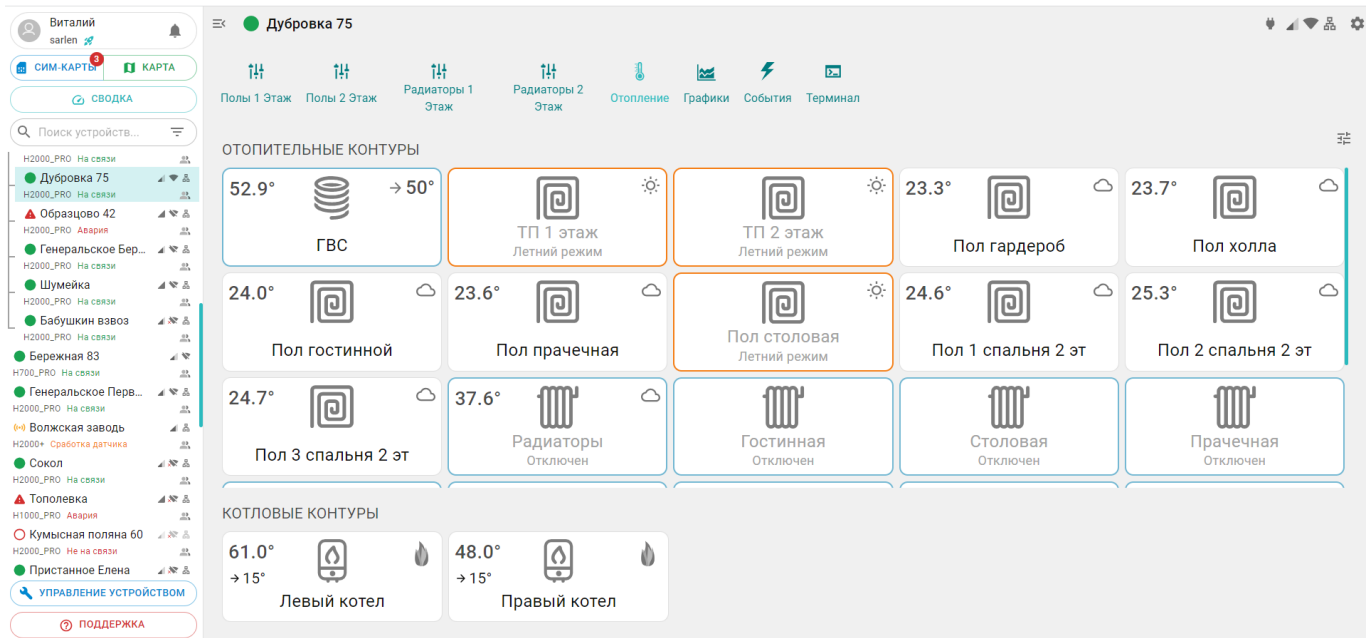 Виталий
sarlen
СИМ-КАРТЫ 3
КАРТА
СВОДКА
Поиск устройств...
H2000_PRO На связи
Дубровка 75
H2000_PRO На связи
Образцово 42
H2000_PRO Авария
Генеральское Бер...
H2000_PRO На связи
Шумейка
H2000_PRO На связи
Бабушкин взвоз
H2000_PRO На связи
Бережная 83
H700_PRO На связи
Генеральское Перв...
H2000_PRO На связи
Волжская заводь
H2000+ Сработка датчика
Сокол
H2000_PRO На связи
Тополевка
H1000_PRO Авария
Кумысная поляна 60
H2000_PRO Не на связи
Пристанное Елена
УПРАВЛЕНИЕ УСТРОЙСТВОМ
ПОДДЕРЖКА
Дубровка 75
Полы 1 Этаж
Полы 2 Этаж
Радиаторы 1
Этаж
Радиаторы 2
Этаж
Отопление
Графики
События
Терминал
ОТОПИТЕЛЬНЫЕ КОНТУРЫ
52.9° → 50°
ГВС
ТП 1 этаж
Летний режим
ТП 2 этаж
Летний режим
23.3°
Пол гардероб
23.7°
Пол холла
24.0°
Пол гостинной
23.6°
Пол прачечная
Пол столовая
Летний режим
24.6°
Пол 1 спальня 2 эт
25.3°
Пол 2 спальня 2 эт
24.7°
Пол 3 спальня 2 эт
37.6°
Радиаторы
Отключен
Гостинная
Отключен
Столовая
Отключен
Прачечная
Отключен
КОТЛОВЫЕ КОНТУРЫ
61.0°
→ 15°
Левый котел
48.0°
→ 15°
Правый котел